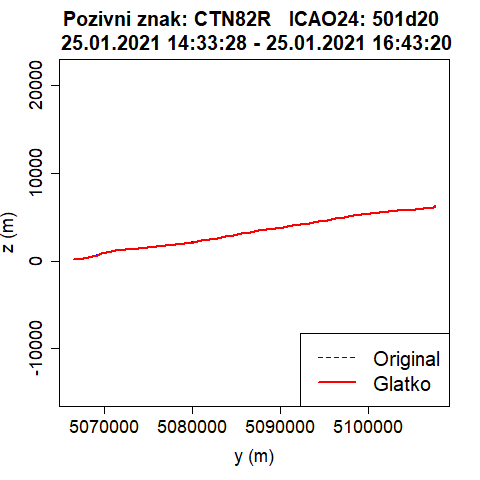 Pozivni znak: CTN82R   ICAO24: 501d20
25.01.2021 14:33:28 - 25.01.2021 16:43:20
z (m)
20000
10000
0
-10000
Original
Glatko
5070000 5080000 5090000 5100000
y (m)